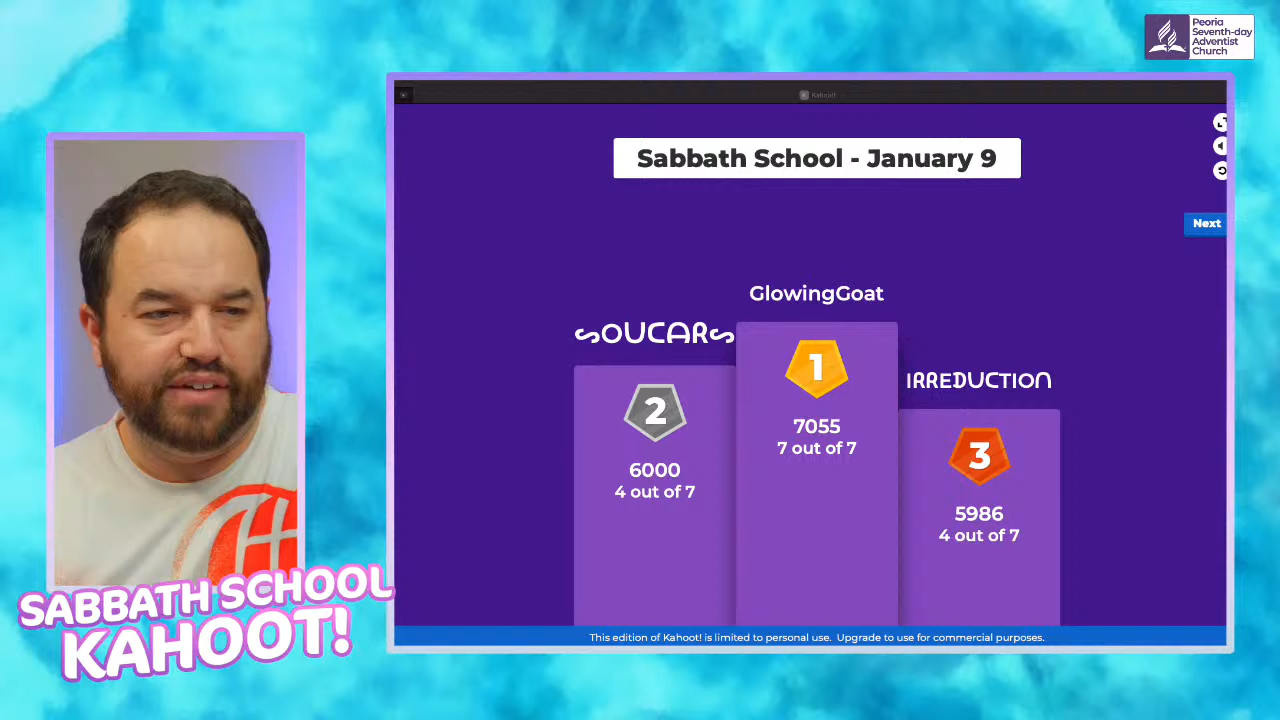 Peoria
Seventh-day
Adventist
Church
Kahoot!
Sabbath School - January 9
Next
GlowingGoat
ᔕOUCARᔕ
IRREDUCTION
1
7055
7 out of 7
2
6000
4 out of 7
3
5986
4 out of 7
SABBATH SCHOOL
KAHOOT!
This edition of Kahoot! is limited to personal use. Upgrade to use for commercial purposes.